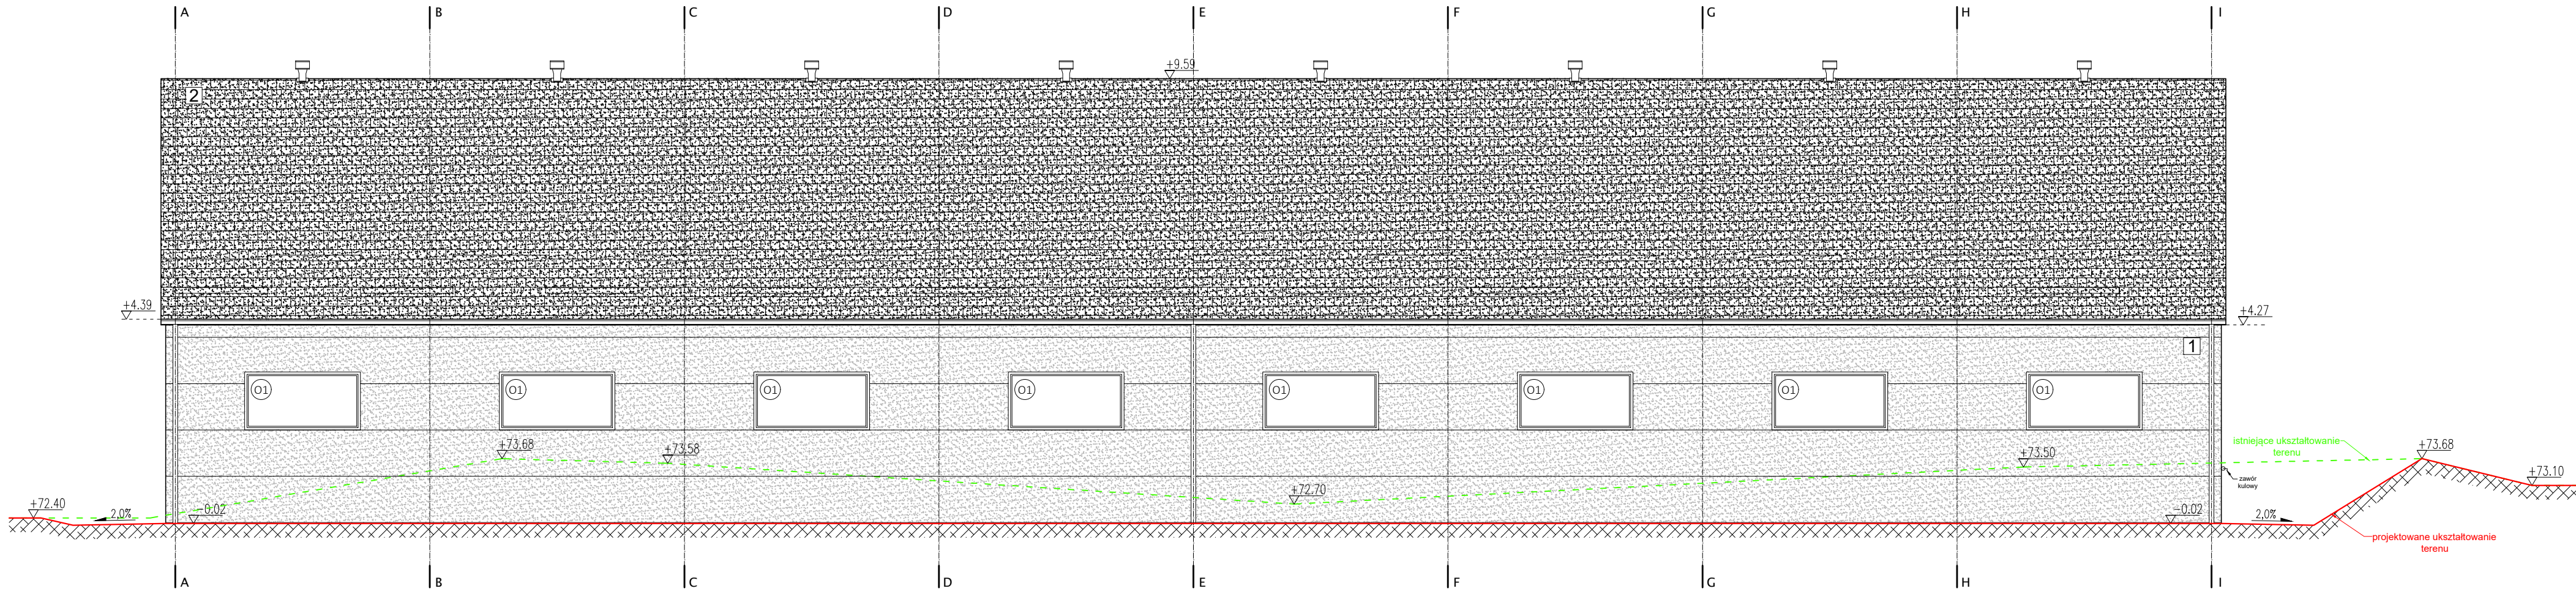 A B C D E F G H I
+9.59
2
+4.39
+4.27
1
O1 O1 O1 O1 O1 O1 O1 O1
istniejące ukształtowanie
terenu
+73.68
+73.58
+73.50
+73.68
+73.10
zawór
kulowy
+72.40
2,0%
-0.02
+72.70
-0.02
2,0%
projektowane ukształtowanie
terenu
A B C D E F G H I